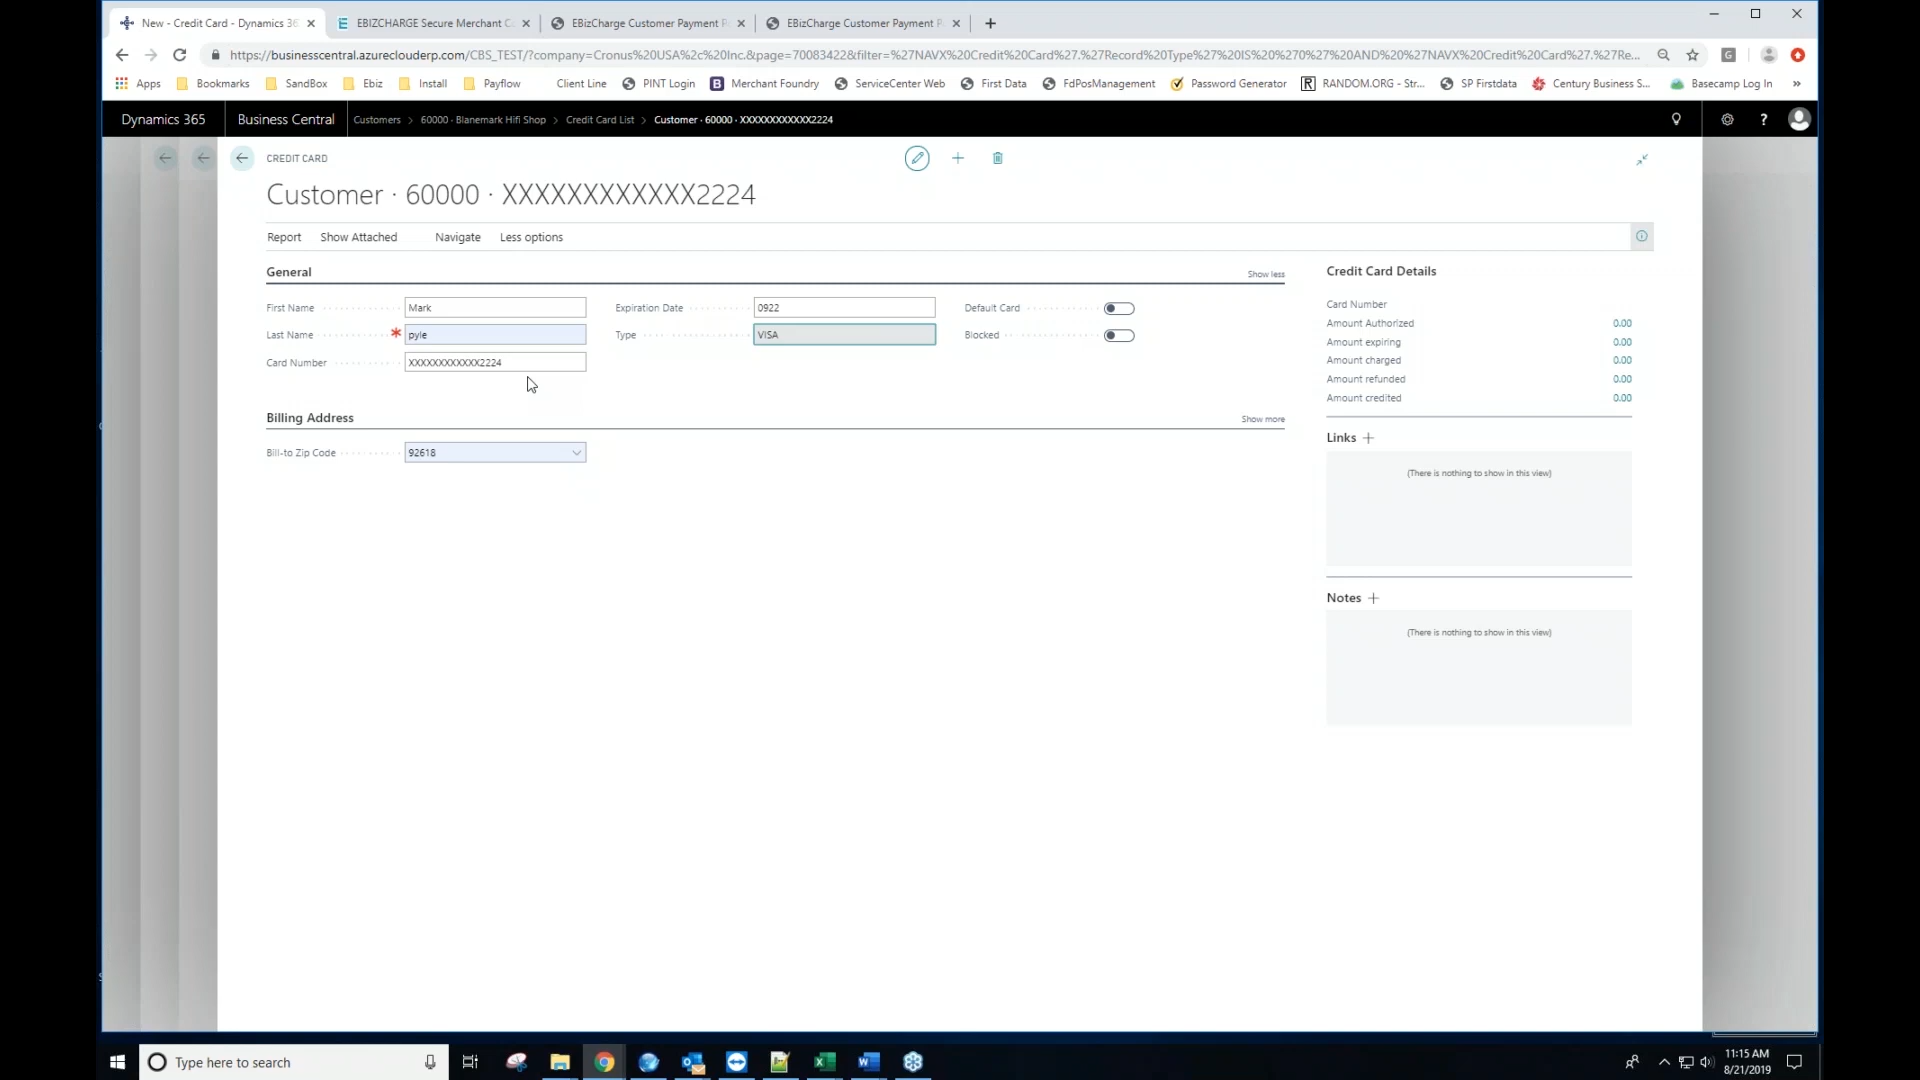 New - Credit Card - Dynamics 36
EBIZCHARGE Secure Merchant C
EBizCharge Customer Payment R
EBizCharge Customer Payment P
https://businesscentral.azureclouderp.com/CBS_TEST/?company=Cronus%20USA%2c%20Inc.&page=70083422&filter=%27NAVX%20Credit%20Card%27.%27Record%20Type%27%20IS%20%270%27%20AND%20%27NAVX%20Credit%20Card%27.%27Re...
G
Apps
Bookmarks
SandBox
Ebiz
Install
Payflow
Client Line
PINT Login
B Merchant Foundry
ServiceCenter Web
First Data
FdPosManagement
Password Generator
R RANDOM.ORG - Str...
SP Firstdata
Century Business S...
Basecamp Log In
»
Dynamics 365
Business Central
Customers > 60000 · Blanemark Hifi Shop > Credit Card List > Customer · 60000 · XXXXXXXXXXXX2224
?
CREDIT CARD
Customer · 60000 · XXXXXXXXXXXX2224
Report Show Attached Navigate Less options
General
Show less
First Name Mark
Last Name * pyle
Card Number XXXXXXXXXXXX2224
Expiration Date 0922
Type VISA
Default Card
Blocked
Billing Address
Show more
Bill-to Zip Code 92618
Credit Card Details
Card Number
Amount Authorized 0.00
Amount expiring 0.00
Amount charged 0.00
Amount refunded 0.00
Amount credited 0.00
Links +
(There is nothing to show in this view)
Notes +
(There is nothing to show in this view)
Type here to search
11:15 AM
8/21/2019